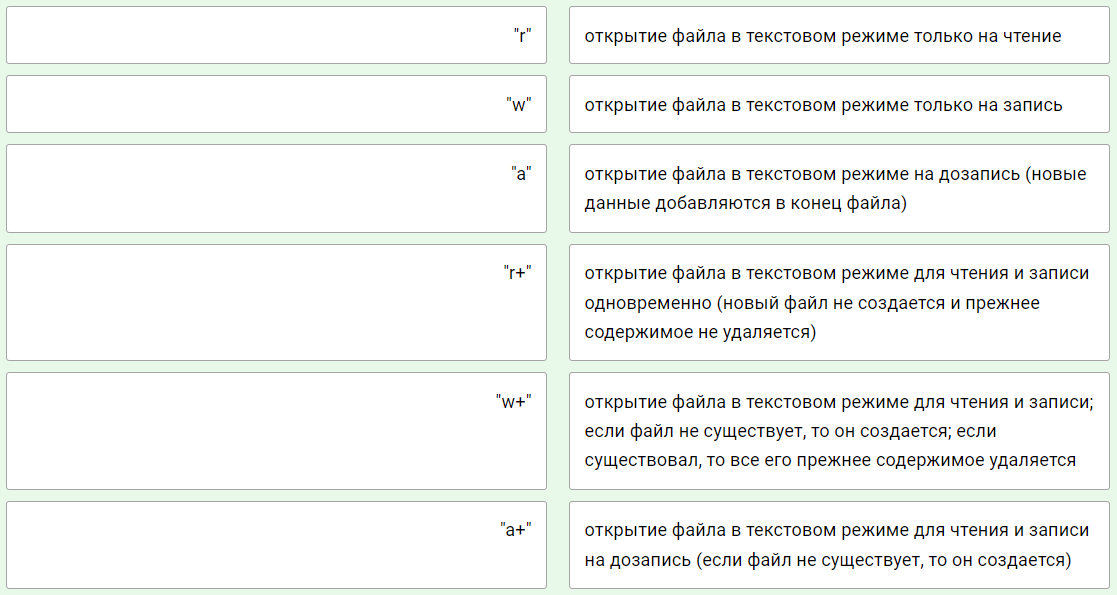 "r"
открытие файла в текстовом режиме только на чтение
"w"
открытие файла в текстовом режиме только на запись
"a"
открытие файла в текстовом режиме на дозапись (новые
данные добавляются в конец файла)
"r+"
открытие файла в текстовом режиме для чтения и записи
одновременно (новый файл не создается и прежнее
содержимое не удаляется)
"w+"
открытие файла в текстовом режиме для чтения и записи;
если файл не существует, то он создается; если
существовал, то все его прежнее содержимое удаляется
"a+"
открытие файла в текстовом режиме для чтения и записи
на дозапись (если файл не существует, то он создается)